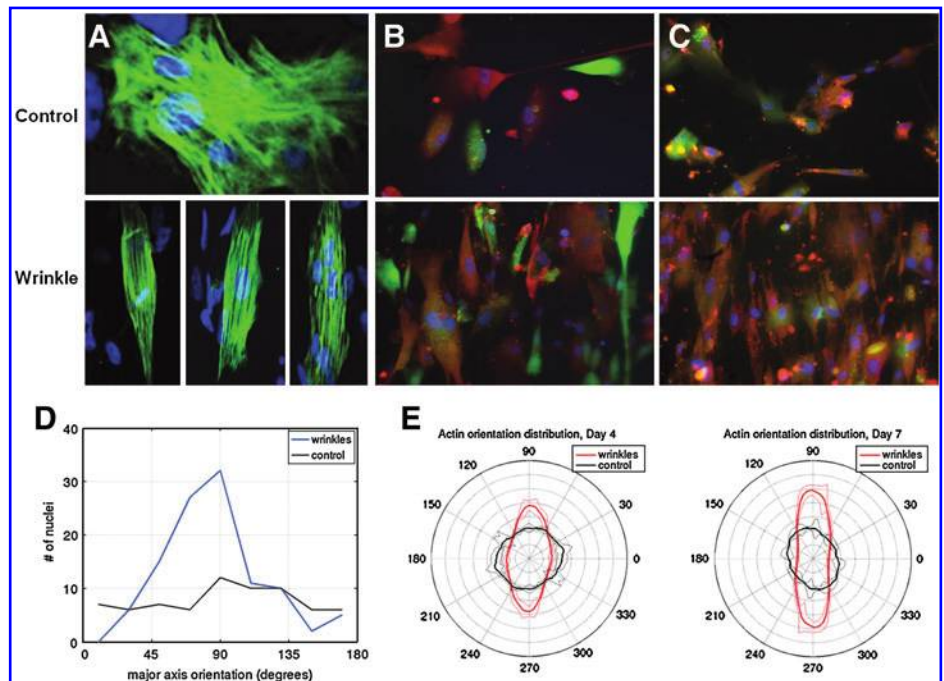 A
B
C
Control
Wrinkle
D
40
30
20
10
0
# of nuclei
wrinkles
control
0
45
90
135
180
major axis orientation (degrees)
E
Actin orientation distribution, Day 4
wrinkles
control
90
120
150
30
180
0
210
330
240
300
270
Actin orientation distribution, Day 7
wrinkles
control
90
120
150
30
180
0
210
330
240
300
270